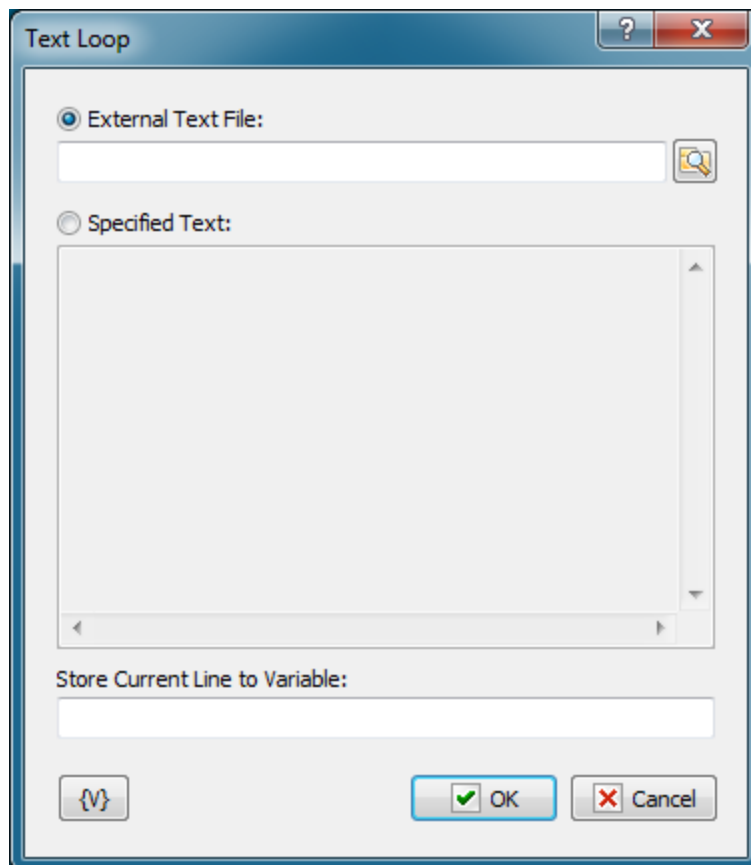 Text Loop
?
External Text File:
Specified Text:
Store Current Line to Variable:
{V}
OK
Cancel